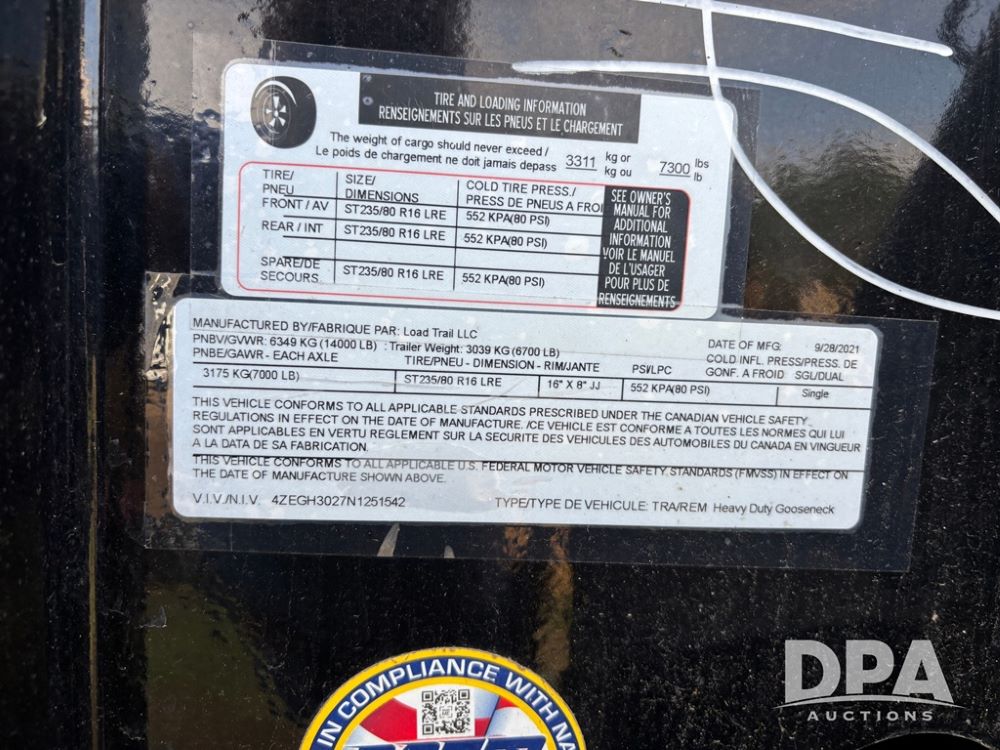 TIRE AND LOADING INFORMATION
RENSEIGNEMENTS SUR LES PNEUS ET LE CHARGEMENT
The weight of cargo should never exceed / 3311 kg or 7300 lbs
Le poids de chargement ne doit jamais depass kg ou lb
TIRE/ SIZE/ COLD TIRE PRESS./
PNEU DIMENSIONS PRESS DE PNEUS A FROI
FRONT / AV ST235/80 R16 LRE 552 KPA(80 PSI)
REAR / INT ST235/80 R16 LRE 552 KPA(80 PSI)
SPARE/DE
SECOURS ST235/80 R16 LRE 552 KPA(80 PSI)
SEE OWNER'S
MANUAL FOR
ADDITIONAL
INFORMATION
VOIR LE MANUEL
DE L'USAGER
POUR PLUS DE
RENSEIGNEMENTS
MANUFACTURED BY/FABRIQUE PAR: Load Trail LLC DATE OF MFG: 9/28/2021
PNBV/GVWR: 6349 KG (14000 LB) : Trailer Weight: 3039 KG (6700 LB) COLD INFL. PRESS/PRESS. DE
PNBE/GAWR - EACH AXLE TIRE/PNEU - DIMENSION - RIM/JANTE PSI/LPC GONF. A FROID SGL/DUAL
3175 KG(7000 LB) ST235/80 R16 LRE 16" X 8" JJ 552 KPA(80 PSI) Single
THIS VEHICLE CONFORMS TO ALL APPLICABLE STANDARDS PRESCRIBED UNDER THE CANADIAN VEHICLE SAFETY
REGULATIONS IN EFFECT ON THE DATE OF MANUFACTURE. /CE VEHICULE EST CONFORME A TOUTES LES NORMES QUI LUI
SONT APPLICABLES EN VERTU REGLEMENT SUR LA SECURITE DES VEHICULES DES AUTOMOBILES DU CANADA EN VINGUEUR
A LA DATA DE SA FABRICATION.
THIS VEHICLE CONFORMS TO ALL APPLICABLE U.S. FEDERAL MOTOR VEHICLE SAFETY STANDARDS (FMVSS) IN EFFECT ON
THE DATE OF MANUFACTURE SHOWN ABOVE.
V.I.V./N.I.V. 4ZEGH3027N1251542 TYPE/TYPE DE VEHICULE: TRA/REM Heavy Duty Gooseneck
IN COMPLIANCE WITH
DPA
AUCTIONS